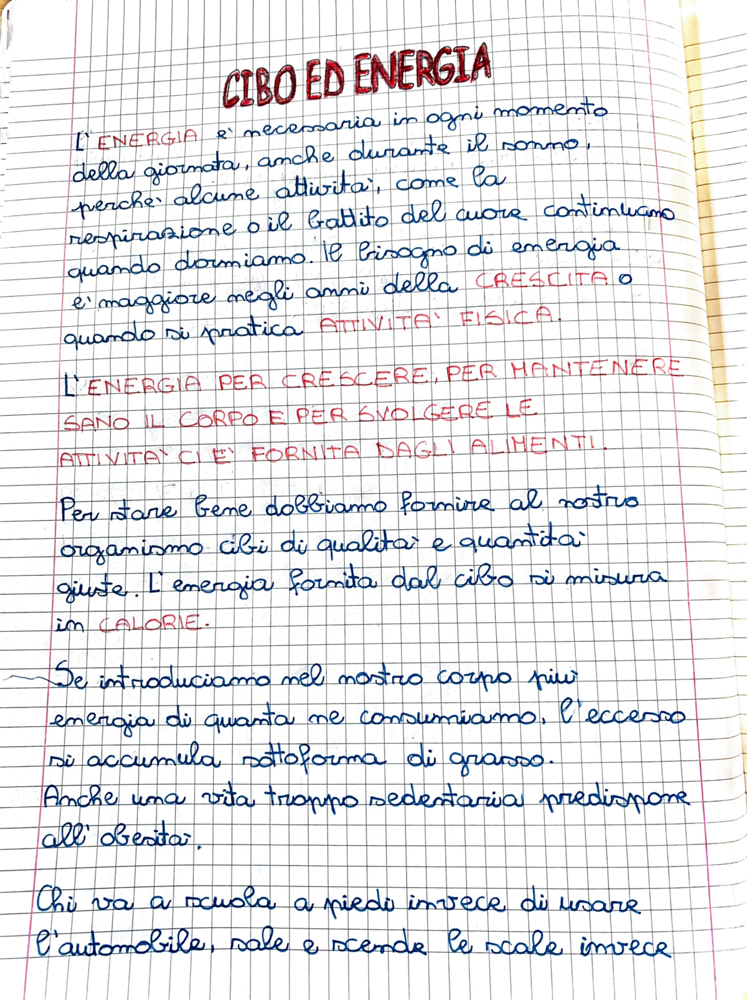 CIBO ED ENERGIA
L'ENERGIA è necessaria in ogni momento
della giornata, anche durante il sonno,
perchè alcune attività, come la
respirazione o il battito del cuore continuano
quando dormiamo. Il bisogno di energia
è maggiore negli anni della CRESCITA o
quando si pratica ATTIVITA' FISICA.
L'ENERGIA PER CRESCERE, PER MANTENERE
SANO IL CORPO E PER SVOLGERE LE
ATTIVITA' CI E' FORNITA DAGLI ALIMENTI.
Per stare bene dobbiamo fornire al nostro
organismo cibi di qualità e quantità
giuste. L'energia fornita dal cibo si misura
in CALORIE.
Se introduciamo nel nostro corpo più
energia di quanta ne consumiamo, l'eccesso
si accumula sottoforma di grasso.
Anche una vita troppo sedentaria predispone
all'obesità.
Chi va a scuola a piedi invece di usare
l'automobile, sale e scende le scale invece